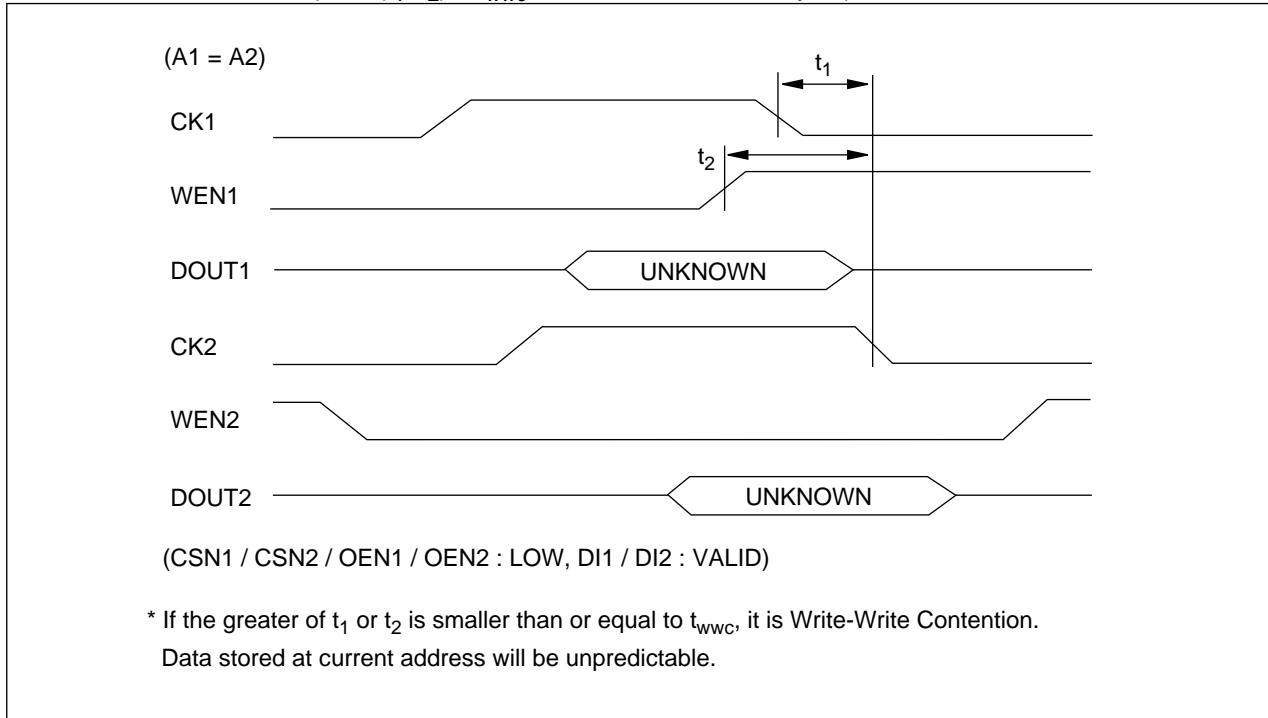 (A1 = A2)
t1
CK1
t2
WEN1
DOUT1 UNKNOWN
CK2
WEN2
DOUT2 UNKNOWN
(CSN1 / CSN2 / OEN1 / OEN2 : LOW, DI1 / DI2 : VALID)
* If the greater of t1 or t2 is smaller than or equal to twwc, it is Write-Write Contention.
Data stored at current address will be unpredictable.